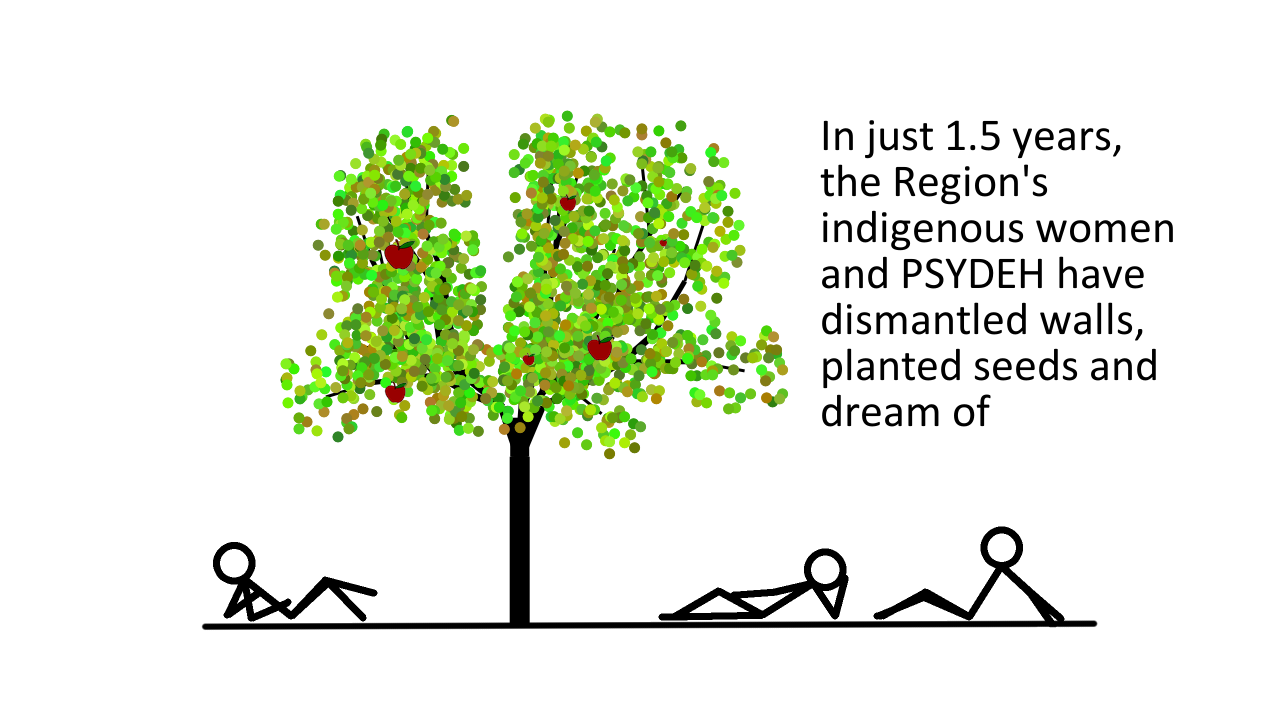 In just 1.5 years,
the Region's
indigenous women
and PSYDEH have
dismantled walls,
planted seeds and
dream of